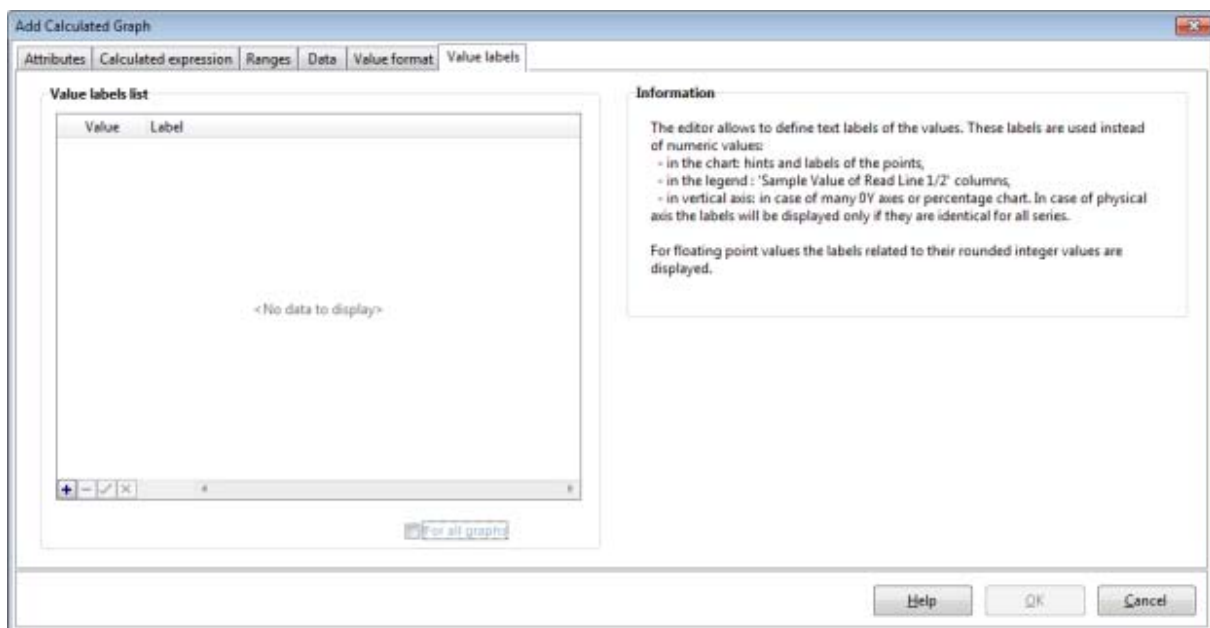 Add Calculated Graph
Attributes Calculated expression Ranges Data Value format Value labels
Value labels list
Value Label
<No data to display>
For all graphs
Information
The editor allows to define text labels of the values. These labels are used instead
of numeric values:
- in the chart: hints and labels of the points,
- in the legend : 'Sample Value of Read Line 1/2' columns,
- in vertical axis: in case of many 0Y axes or percentage chart. In case of physical
axis the labels will be displayed only if they are identical for all series.
For floating point values the labels related to their rounded integer values are
displayed.
Help OK Cancel